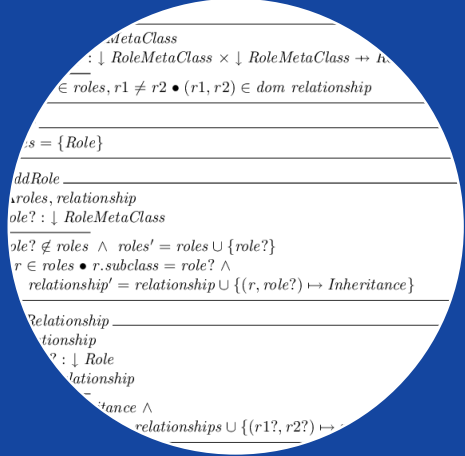 MetaClass
: ↓ RoleMetaClass × ↓ RoleMetaClass ⇸
∈ roles, r1 ≠ r2 • (r1, r2) ∈ dom relationship
= {Role}
ddRole
roles, relationship
ole? : ↓ RoleMetaClass
ole? ∉ roles ∧ roles′ = roles ∪ {role?}
r ∈ roles • r.subclass = role? ∧
relationship′ = relationship ∪ {(r, role?) ↦ Inheritance}
Relationship
tionship
? : ↓ Role
lationship
itance ∧
relationships ∪ {(r1?, r2?) ↦